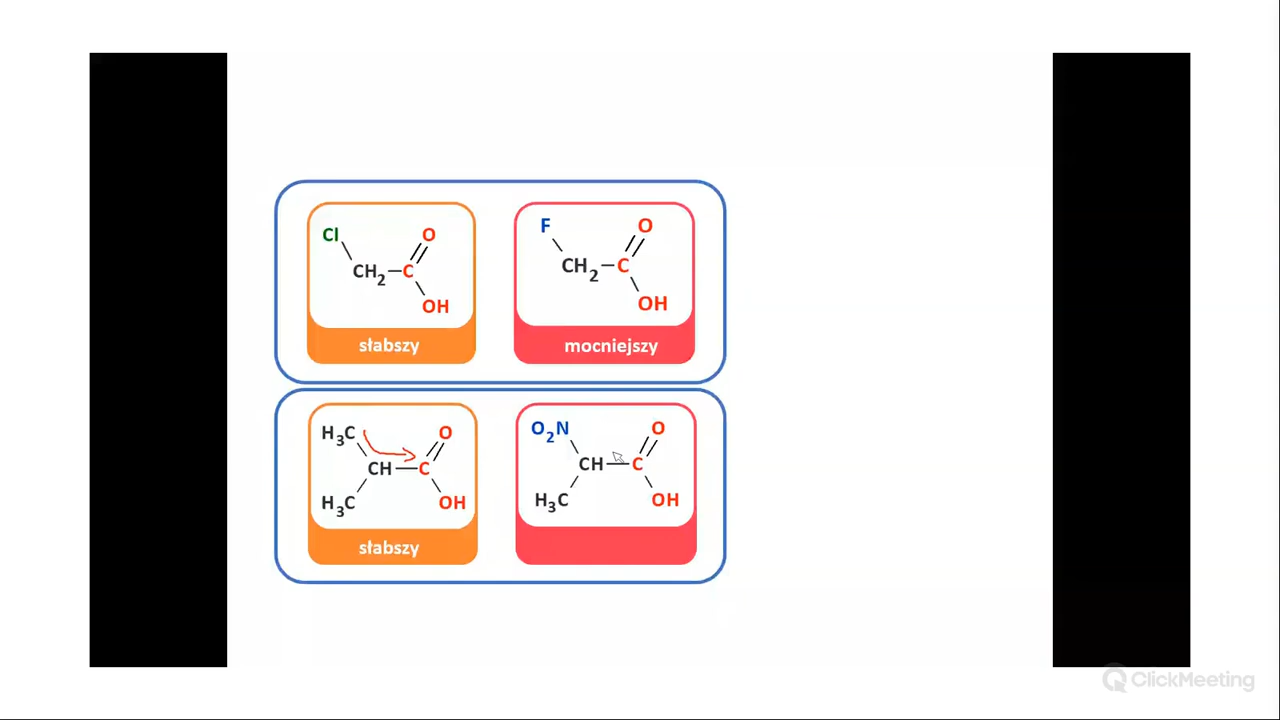 Cl
O
CH2
C
OH
słabszy
F
O
CH2
C
OH
mocniejszy
H3C
O
CH
C
H3C
OH
słabszy
O2N
O
CH
C
H3C
OH
ClickMeeting